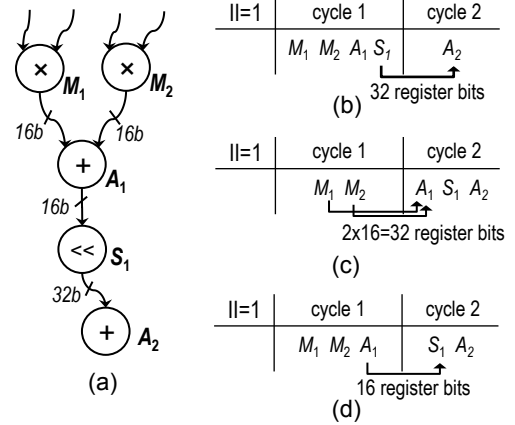 × ×
M1 M2
16b 16b
+ A1
16b
<< S1
32b
+ A2
(a)
II=1 cycle 1 cycle 2
M1 M2 A1 S1 A2
32 register bits
(b)
II=1 cycle 1 cycle 2
M1 M2 A1 S1 A2
2x16=32 register bits
(c)
II=1 cycle 1 cycle 2
M1 M2 A1 S1 A2
16 register bits
(d)